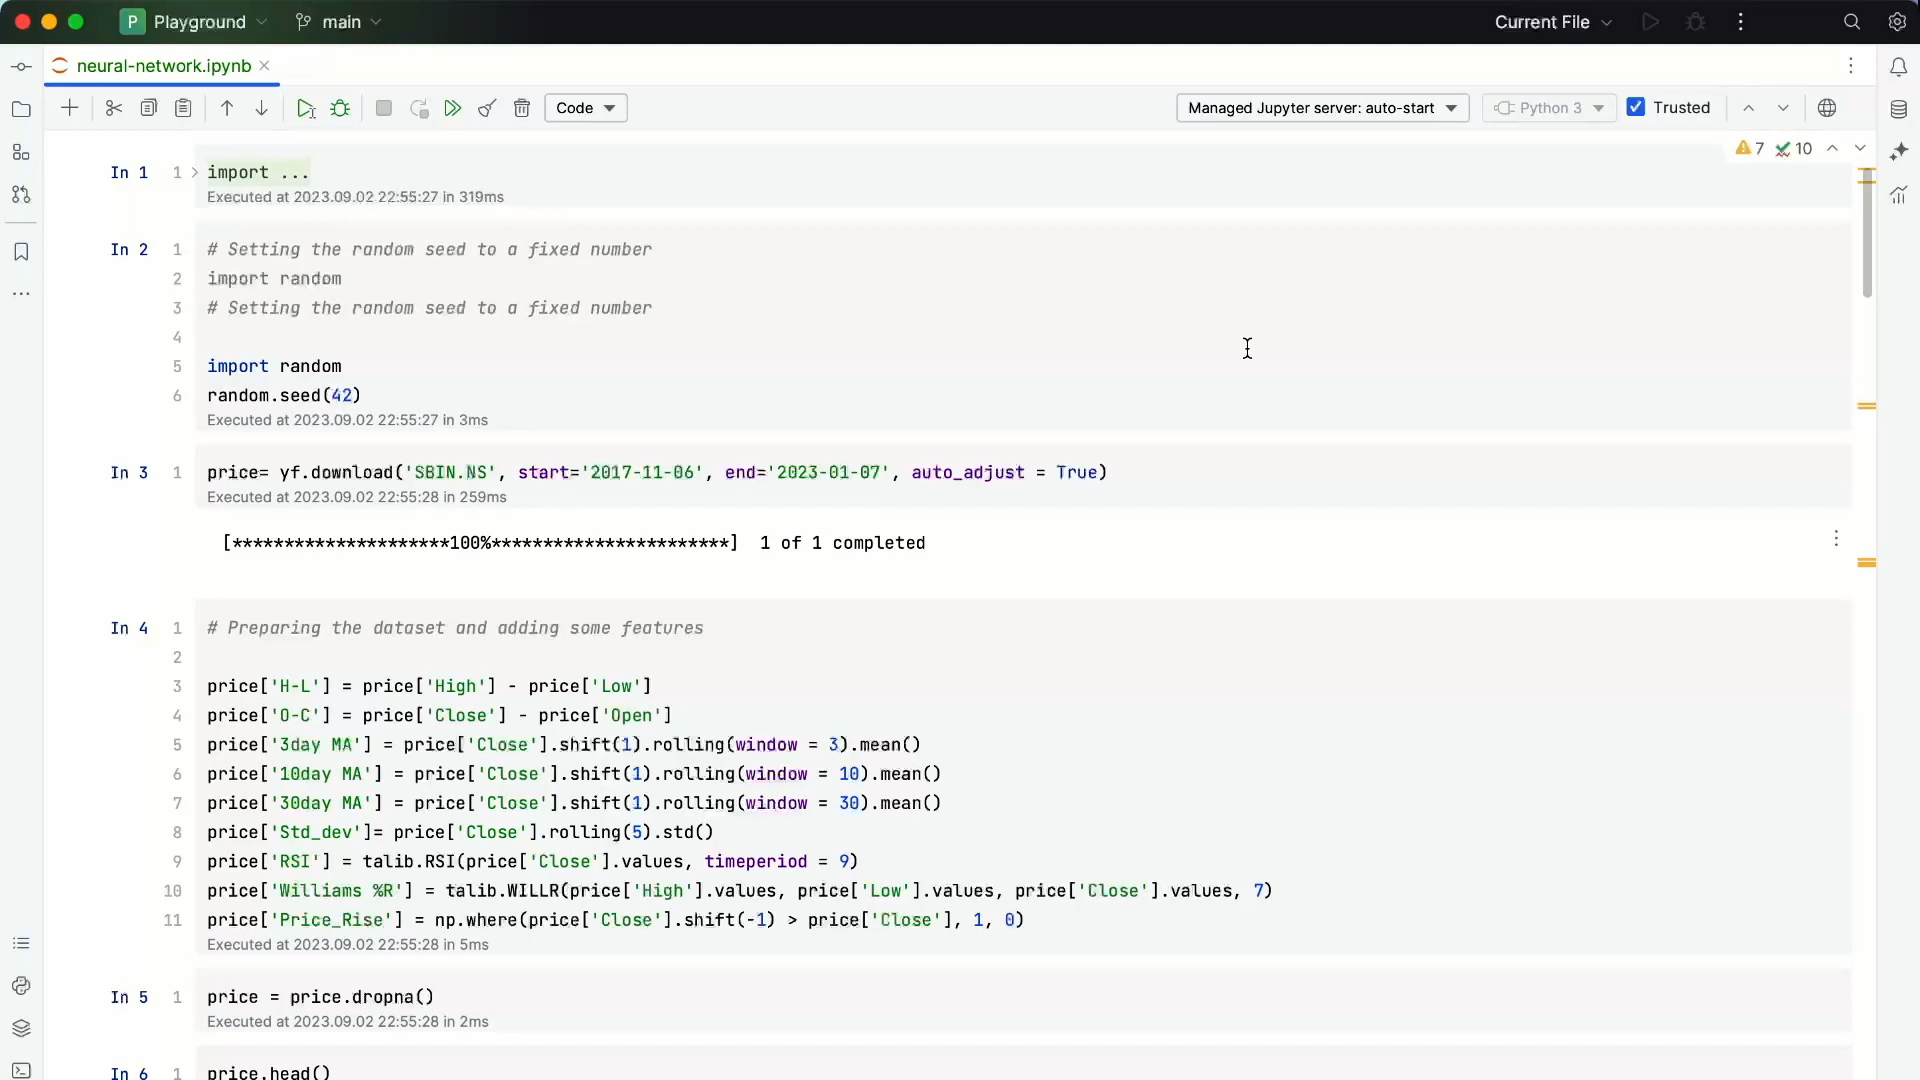 P Playground main Current File
neural-network.ipynb
Code Managed Jupyter server: auto-start Python 3 Trusted
7 10
In 1 1 import ...
Executed at 2023.09.02 22:55:27 in 319ms
In 2 1 # Setting the random seed to a fixed number
2 import random
3 # Setting the random seed to a fixed number
4
5 import random
6 random.seed(42)
Executed at 2023.09.02 22:55:27 in 3ms
In 3 1 price= yf.download('SBIN.NS', start='2017-11-06', end='2023-01-07', auto_adjust = True)
Executed at 2023.09.02 22:55:28 in 259ms
[*********************100%***********************]  1 of 1 completed
In 4 1 # Preparing the dataset and adding some features
2
3 price['H-L'] = price['High'] - price['Low']
4 price['O-C'] = price['Close'] - price['Open']
5 price['3day MA'] = price['Close'].shift(1).rolling(window = 3).mean()
6 price['10day MA'] = price['Close'].shift(1).rolling(window = 10).mean()
7 price['30day MA'] = price['Close'].shift(1).rolling(window = 30).mean()
8 price['Std_dev']= price['Close'].rolling(5).std()
9 price['RSI'] = talib.RSI(price['Close'].values, timeperiod = 9)
10 price['Williams %R'] = talib.WILLR(price['High'].values, price['Low'].values, price['Close'].values, 7)
11 price['Price_Rise'] = np.where(price['Close'].shift(-1) > price['Close'], 1, 0)
Executed at 2023.09.02 22:55:28 in 5ms
In 5 1 price = price.dropna()
Executed at 2023.09.02 22:55:28 in 2ms
In 6 1 price.head()